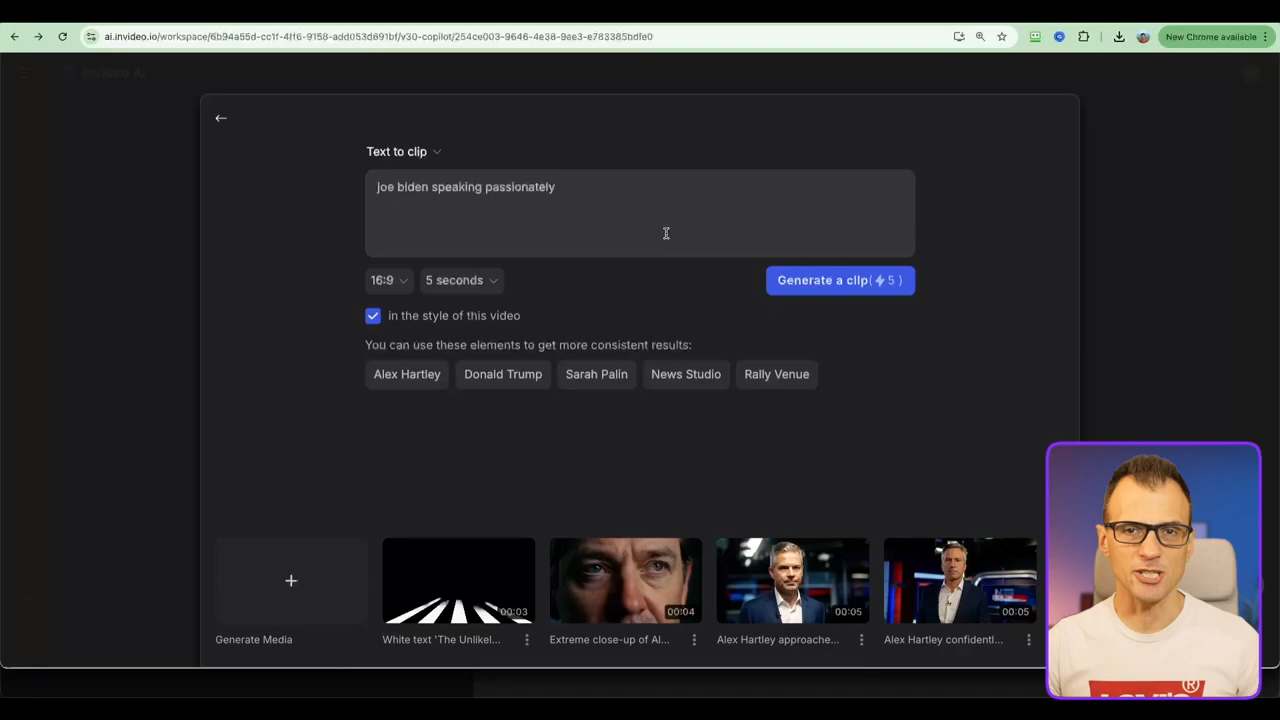 ai.invideo.io/workspace/6b94a55d-cc1f-4ff6-9158-add053d691bf/v30-copilot/254ce003-9646-4e38-9ee3-e783385bdfe0
New Chrome available
Invideo AI
Text to clip
joe biden speaking passionately
16:9
5 seconds
Generate a clip( 5 )
in the style of this video
You can use these elements to get more consistent results:
Alex Hartley
Donald Trump
Sarah Palin
News Studio
Rally Venue
00:03
00:04
00:05
00:05
Generate Media
White text 'The Unlikel...
Extreme close-up of Al...
Alex Hartley approache...
Alex Hartley confidentl...
LEVI'S®